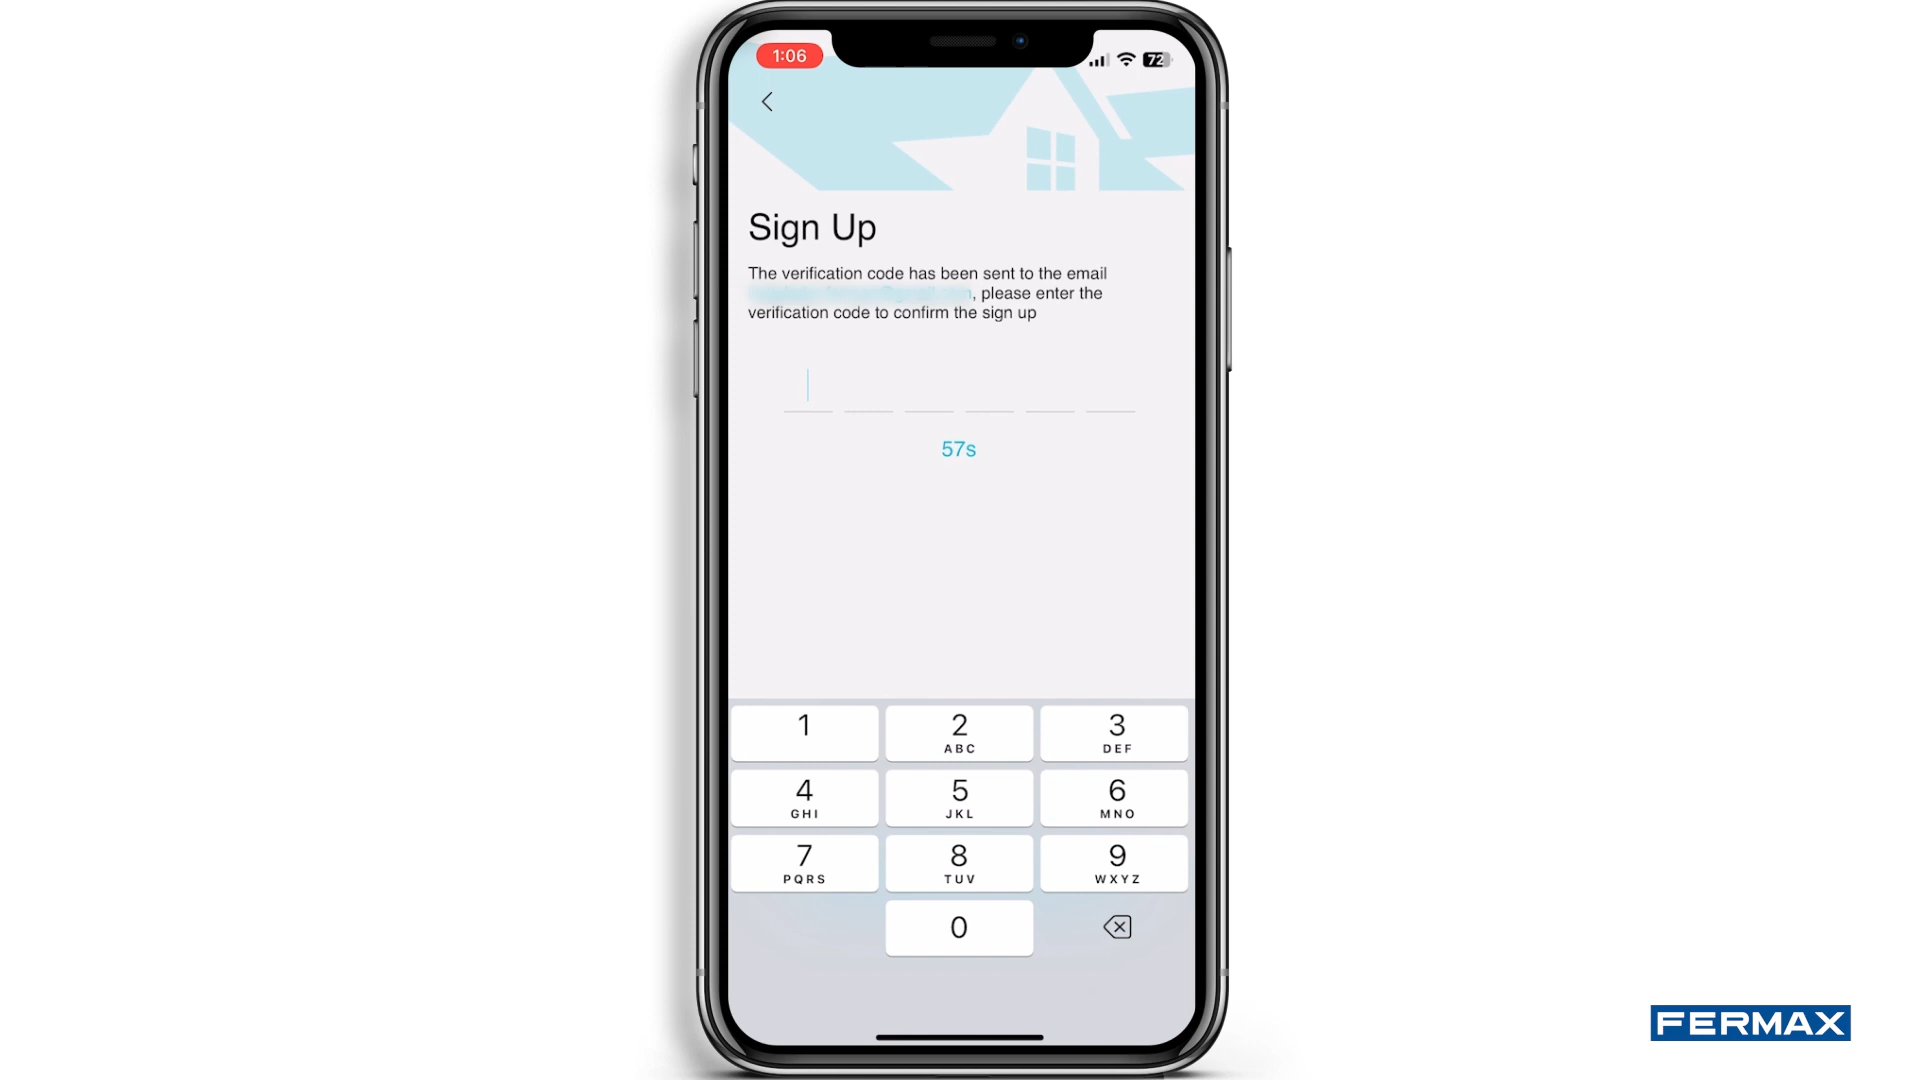 1:06
72
Sign Up
The verification code has been sent to the email
, please enter the
verification code to confirm the sign up
57s
1
2
ABC
3
DEF
4
GHI
5
JKL
6
MNO
7
PQRS
8
TUV
9
WXYZ
0
FERMAX